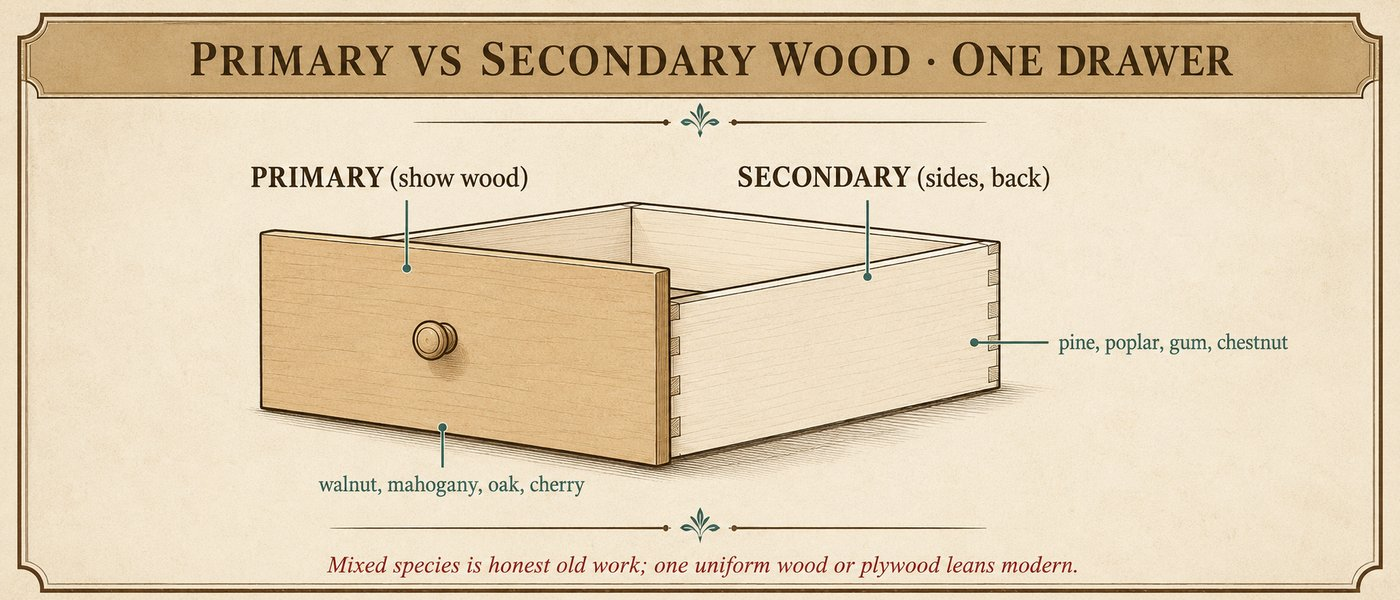 PRIMARY VS SECONDARY WOOD · ONE DRAWER
PRIMARY (show wood)
SECONDARY (sides, back)
pine, poplar, gum, chestnut
walnut, mahogany, oak, cherry
Mixed species is honest old work; one uniform wood or plywood leans modern.